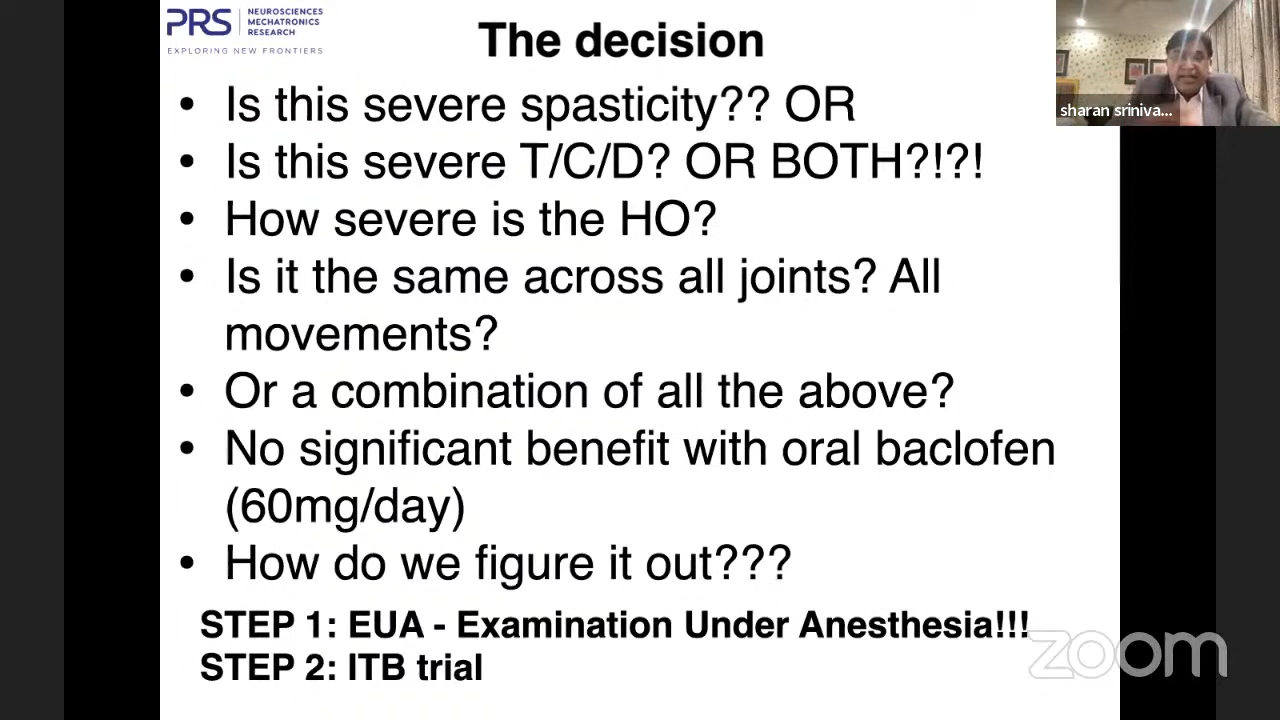 PRS
NEUROSCIENCES
MECHATRONICS
RESEARCH
EXPLORING NEW FRONTIERS
The decision
sharan sriniva...
• Is this severe spasticity?? OR
• Is this severe T/C/D? OR BOTH?!?!
• How severe is the HO?
• Is it the same across all joints? All
movements?
• Or a combination of all the above?
• No significant benefit with oral baclofen
(60mg/day)
• How do we figure it out???
STEP 1: EUA - Examination Under Anesthesia!!!
STEP 2: ITB trial
zoom